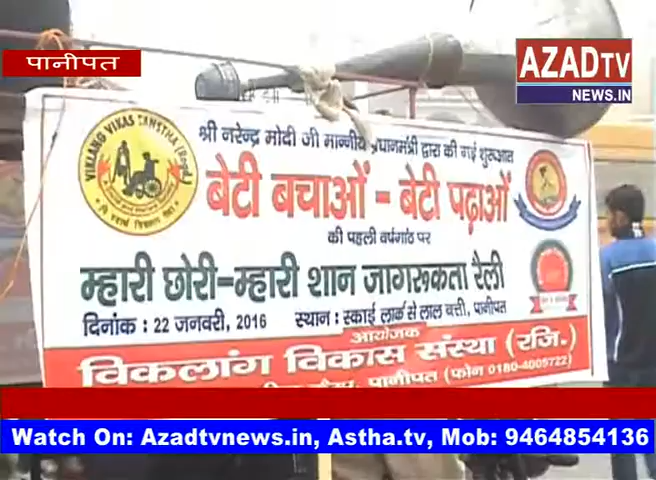 पानीपत
AZAD TV
NEWS.IN
VIKLANG VIKAS SANSTHA (Regd.)
श्री नरेन्द्र मोदी जी माननीय प्रधानमंत्री द्वारा की गई शुरूआत
बेटी बचाओं - बेटी पढ़ाओं
की पहली वर्षगांठ पर
म्हारी छोरी-म्हारी शान जागरूकता रैली
दिनांक : 22 जनवरी, 2016 स्थान : स्काई लार्क से लाल बत्ती, पानीपत
आयोजक
विकलांग विकास संस्था (रजि.)
पानीपत (फोन 0180-4009722)
Watch On: Azadtvnews.in, Astha.tv, Mob: 9464854136